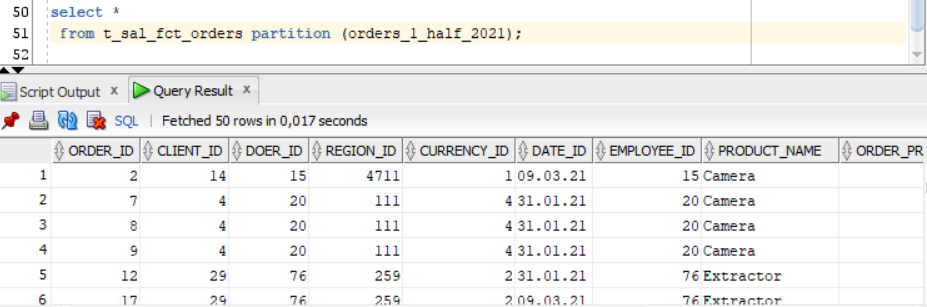 50 select *
51 from t_sal_fct_orders partition (orders_1_half_2021);
52
Script Output x Query Result x
SQL | Fetched 50 rows in 0,017 seconds
ORDER_ID CLIENT_ID DOER_ID REGION_ID CURRENCY_ID DATE_ID EMPLOYEE_ID PRODUCT_NAME ORDER_PR
1 2 14 15 4711 1 09.03.21 15 Camera
2 7 4 20 111 4 31.01.21 20 Camera
3 8 4 20 111 4 31.01.21 20 Camera
4 9 4 20 111 4 31.01.21 20 Camera
5 12 29 76 259 2 31.01.21 76 Extractor
6 17 29 76 259 2 09.03.21 76 Extractor